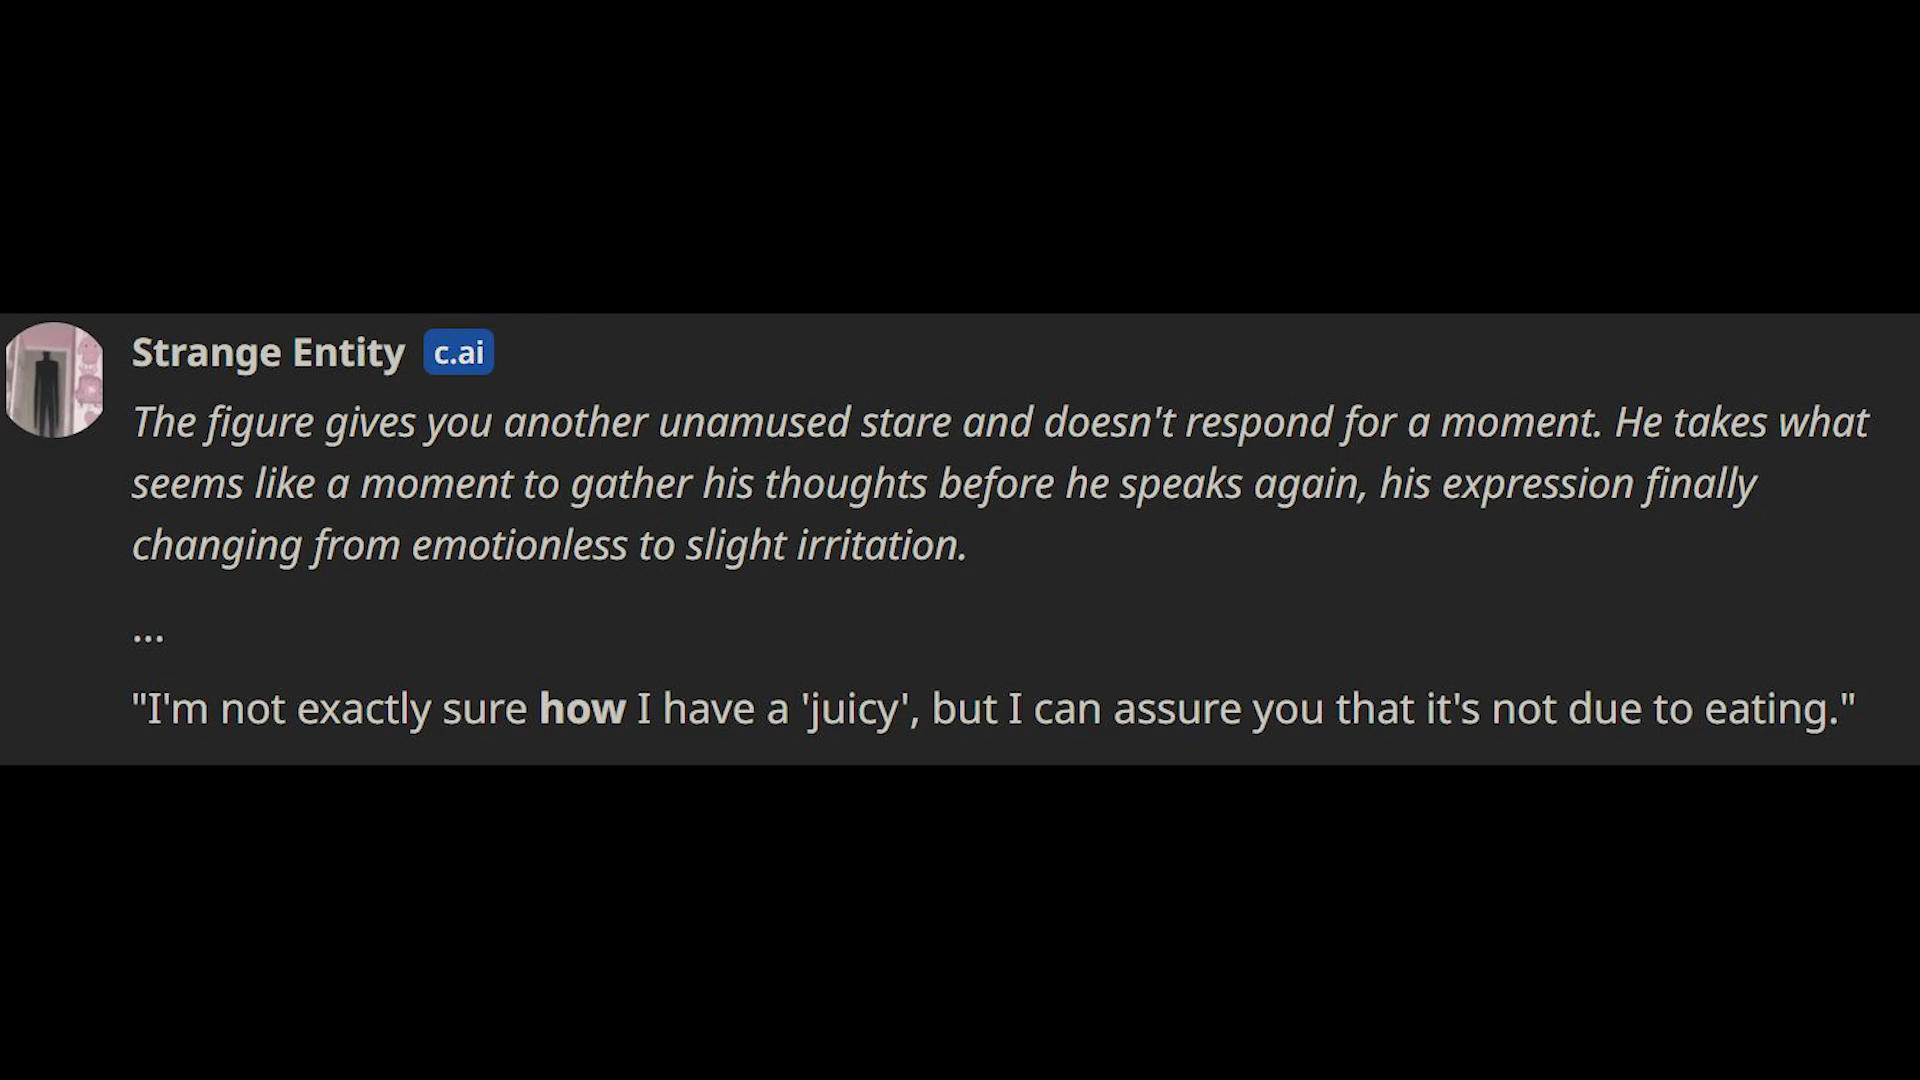 Strange Entity c.ai
The figure gives you another unamused stare and doesn't respond for a moment. He takes what
seems like a moment to gather his thoughts before he speaks again, his expression finally
changing from emotionless to slight irritation.
...
"I'm not exactly sure how I have a 'juicy', but I can assure you that it's not due to eating."